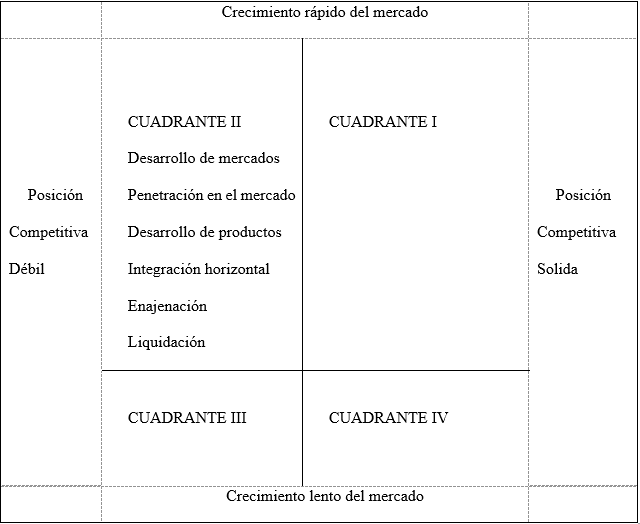 Crecimiento rápido del mercado
CUADRANTE II
CUADRANTE I
Desarrollo de mercados
Posición
Penetración en el mercado
Posición
Competitiva
Desarrollo de productos
Competitiva
Débil
Integración horizontal
Solida
Enajenación
Liquidación
CUADRANTE III
CUADRANTE IV
Crecimiento lento del mercado